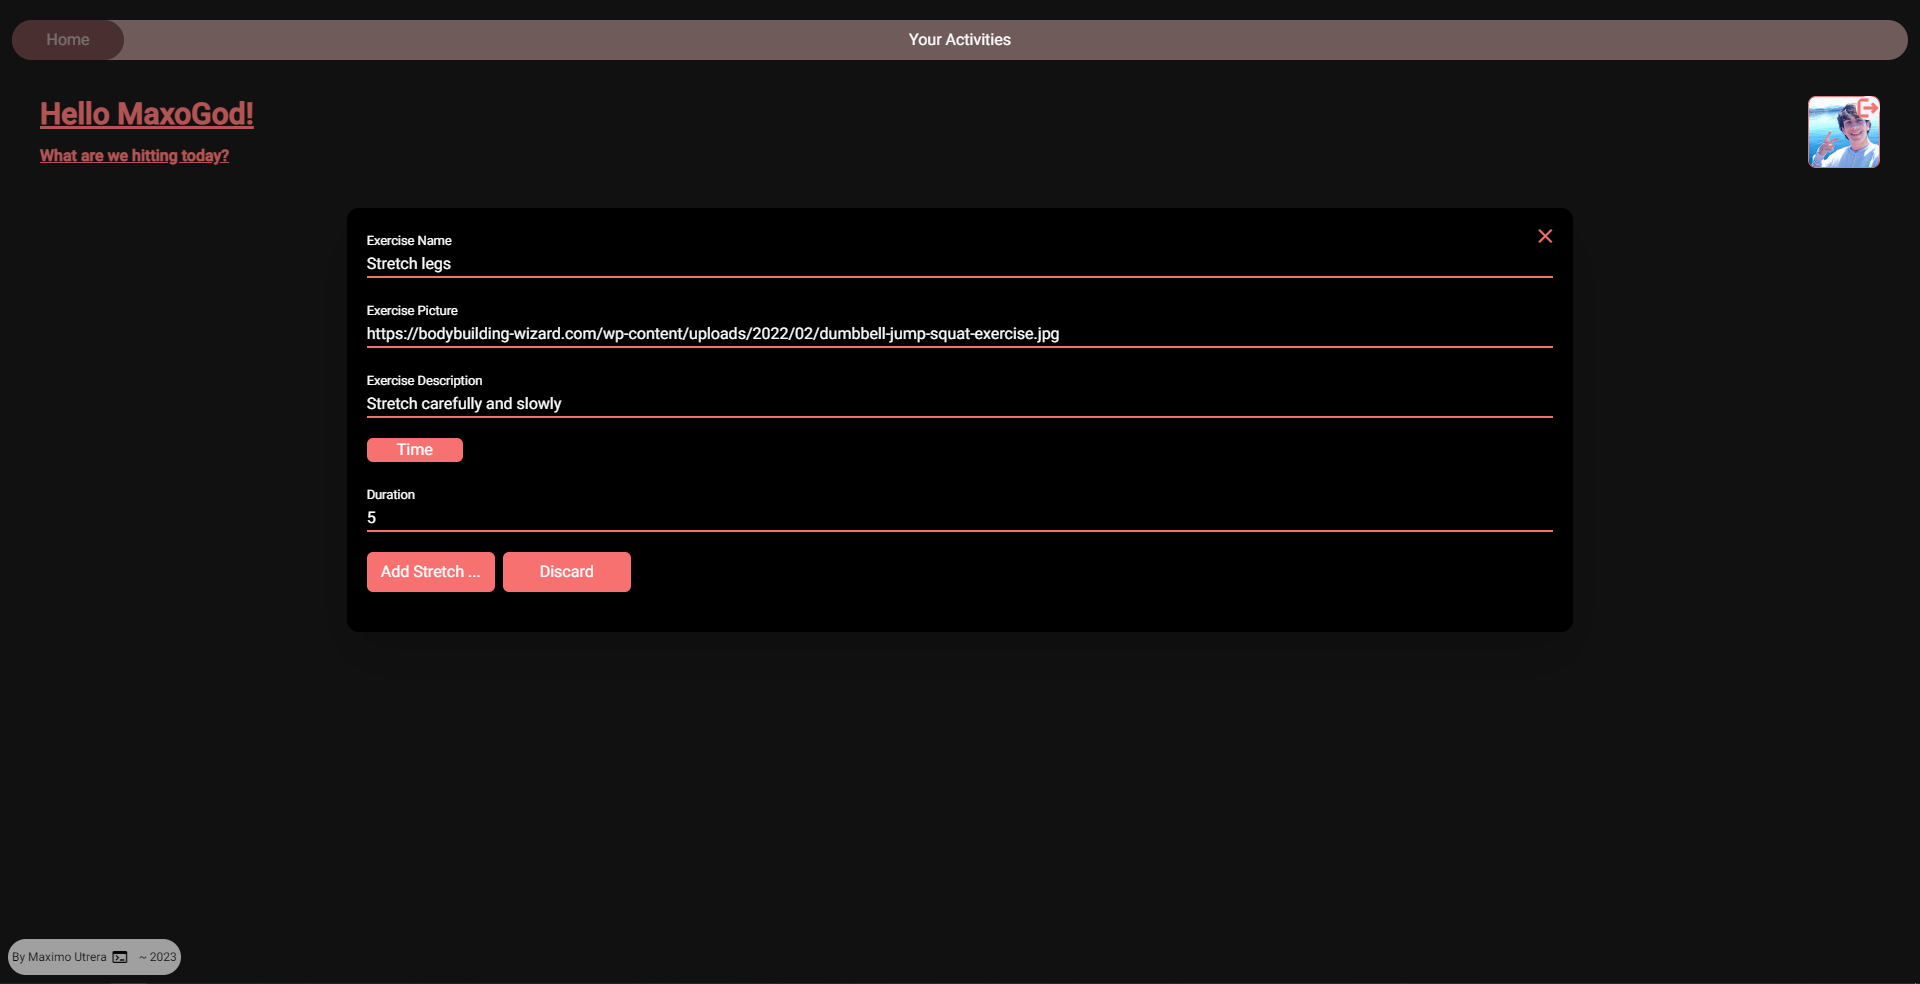 Home
Your Activities
Hello MaxoGod!
What are we hitting today?
Exercise Name
Stretch legs
Exercise Picture
https://bodybuilding-wizard.com/wp-content/uploads/2022/02/dumbbell-jump-squat-exercise.jpg
Exercise Description
Stretch carefully and slowly
Time
Duration
5
Add Stretch ...
Discard
By Maximo Utrera ~ 2023